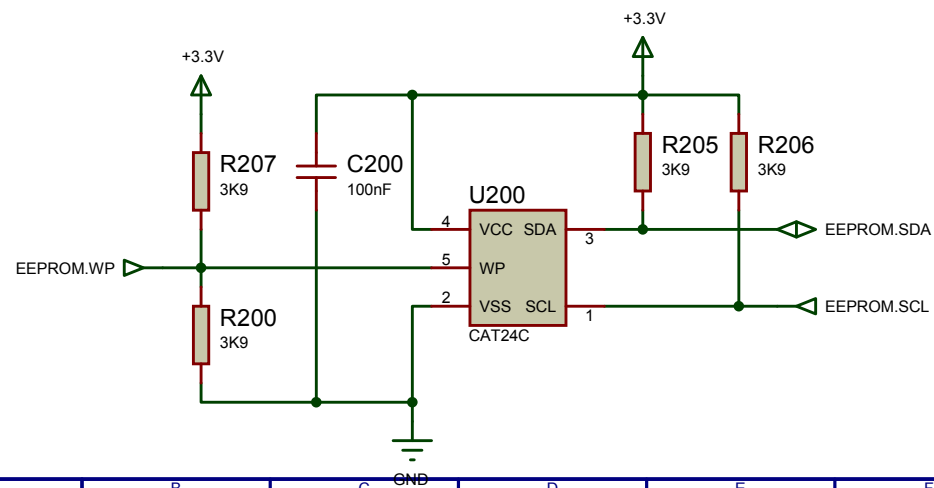 +3.3V
+3.3V
R207
3K9
C200
100nF
R205
3K9
R206
3K9
U200
4
VCC
SDA
3
EEPROM.SDA
EEPROM.WP
5
WP
2
VSS
SCL
1
EEPROM.SCL
CAT24C
R200
3K9
GND
B
C
D
E